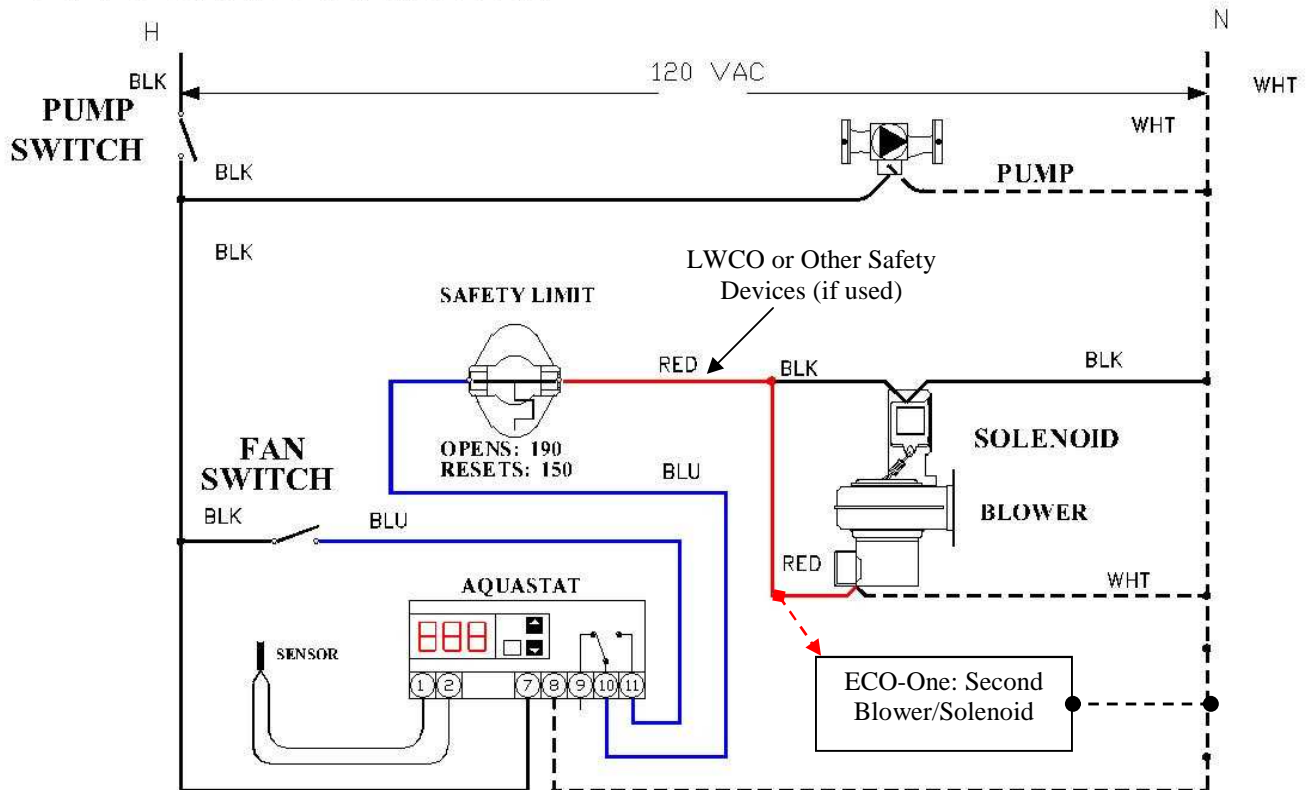 H
N
BLK
120 VAC
WHT
PUMP
SWITCH
WHT
BLK
PUMP
BLK
LWCO or Other Safety
Devices (if used)
SAFETY LIMIT
RED
BLK
BLK
OPENS: 190
RESETS: 150
FAN
SWITCH
BLU
SOLENOID
BLK
BLU
BLOWER
RED
WHT
AQUASTAT
888
SENSOR
1 2 7 8 9 10 11
ECO-One: Second
Blower/Solenoid